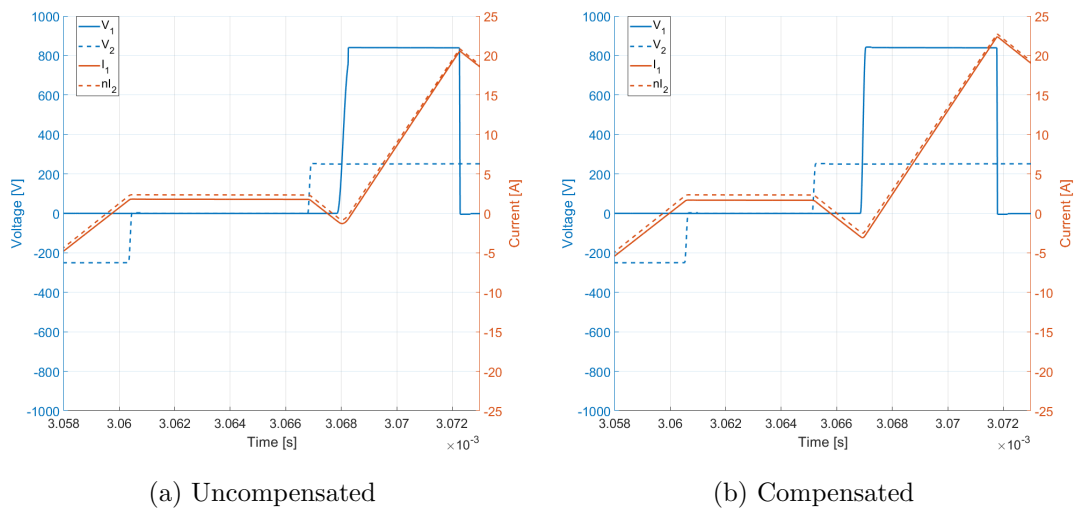 1000
800
600
400
200
0
-200
-400
-600
-800
-1000
Voltage [V]
25
20
15
10
5
0
-5
-10
-15
-20
-25
Current [A]
V1
V2
I1
nI2
3.058 3.06 3.062 3.064 3.066 3.068 3.07 3.072
Time [s]
×10-3
(a) Uncompensated
1000
800
600
400
200
0
-200
-400
-600
-800
-1000
Voltage [V]
25
20
15
10
5
0
-5
-10
-15
-20
-25
Current [A]
V1
V2
I1
nI2
3.058 3.06 3.062 3.064 3.066 3.068 3.07 3.072
Time [s]
×10-3
(b) Compensated